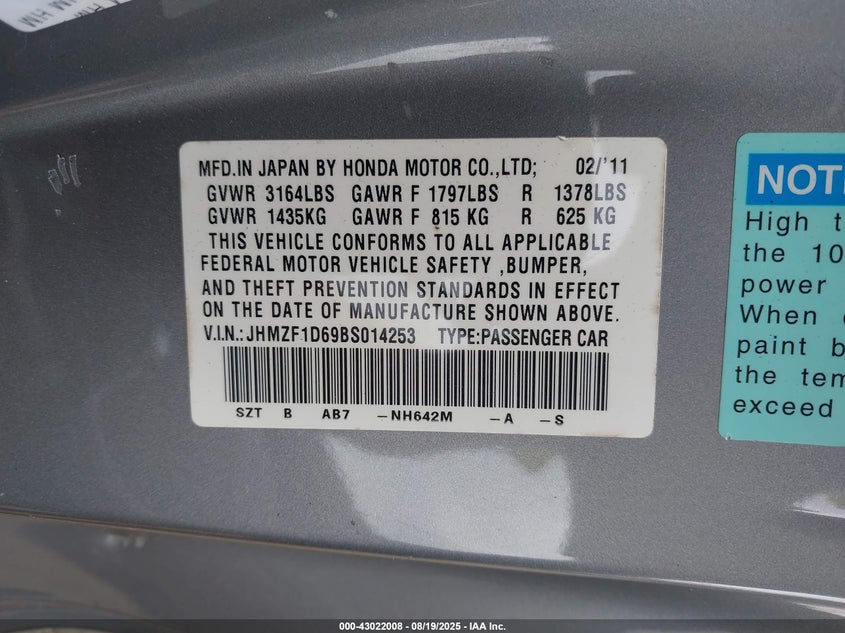 HM HM
MFD.IN JAPAN BY HONDA MOTOR CO.,LTD; 02/'11
GVWR 3164LBS GAWR F 1797LBS R 1378LBS
GVWR 1435KG GAWR F 815 KG R 625 KG
THIS VEHICLE CONFORMS TO ALL APPLICABLE
FEDERAL MOTOR VEHICLE SAFETY ,BUMPER,
AND THEFT PREVENTION STANDARDS IN EFFECT
ON THE DATE OF MANUFACTURE SHOWN ABOVE.
V.I.N.:JHMZF1D69BS014253 TYPE:PASSENGER CAR
SZT B AB7 -NH642M -A -S
NOTI
High t
the 10
power
When
paint b
the tem
exceed
000-43022008 - 08/19/2025 - IAA Inc.